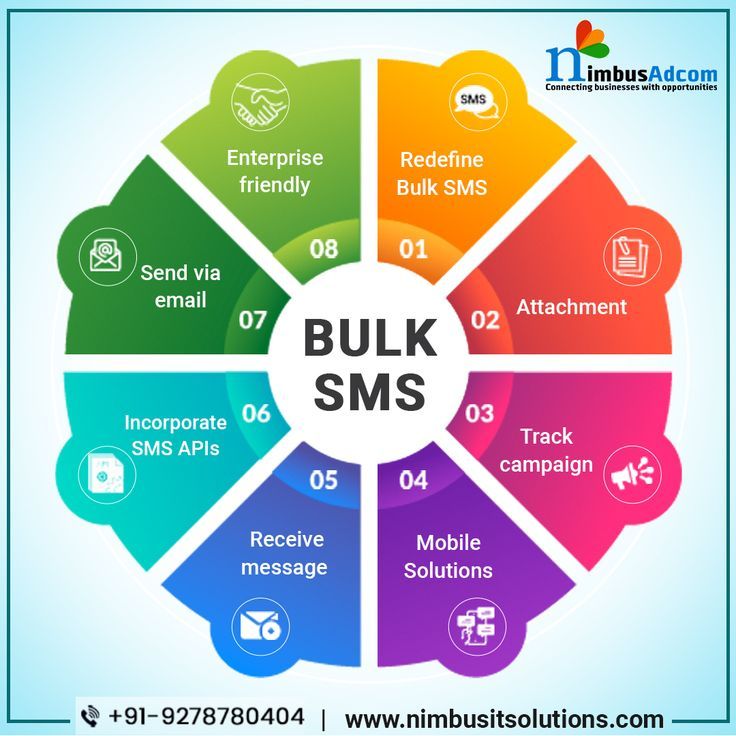 nimbusAdcom
Connecting businesses with opportunities
SMS
Redefine
Bulk SMS
01
Attachment
02
Track
campaign
03
Mobile
Solutions
04
Receive
message
05
Incorporate
SMS APIs
06
Send via
email
07
Enterprise
friendly
08
BULK
SMS
+91-9278780404 | www.nimbusitsolutions.com